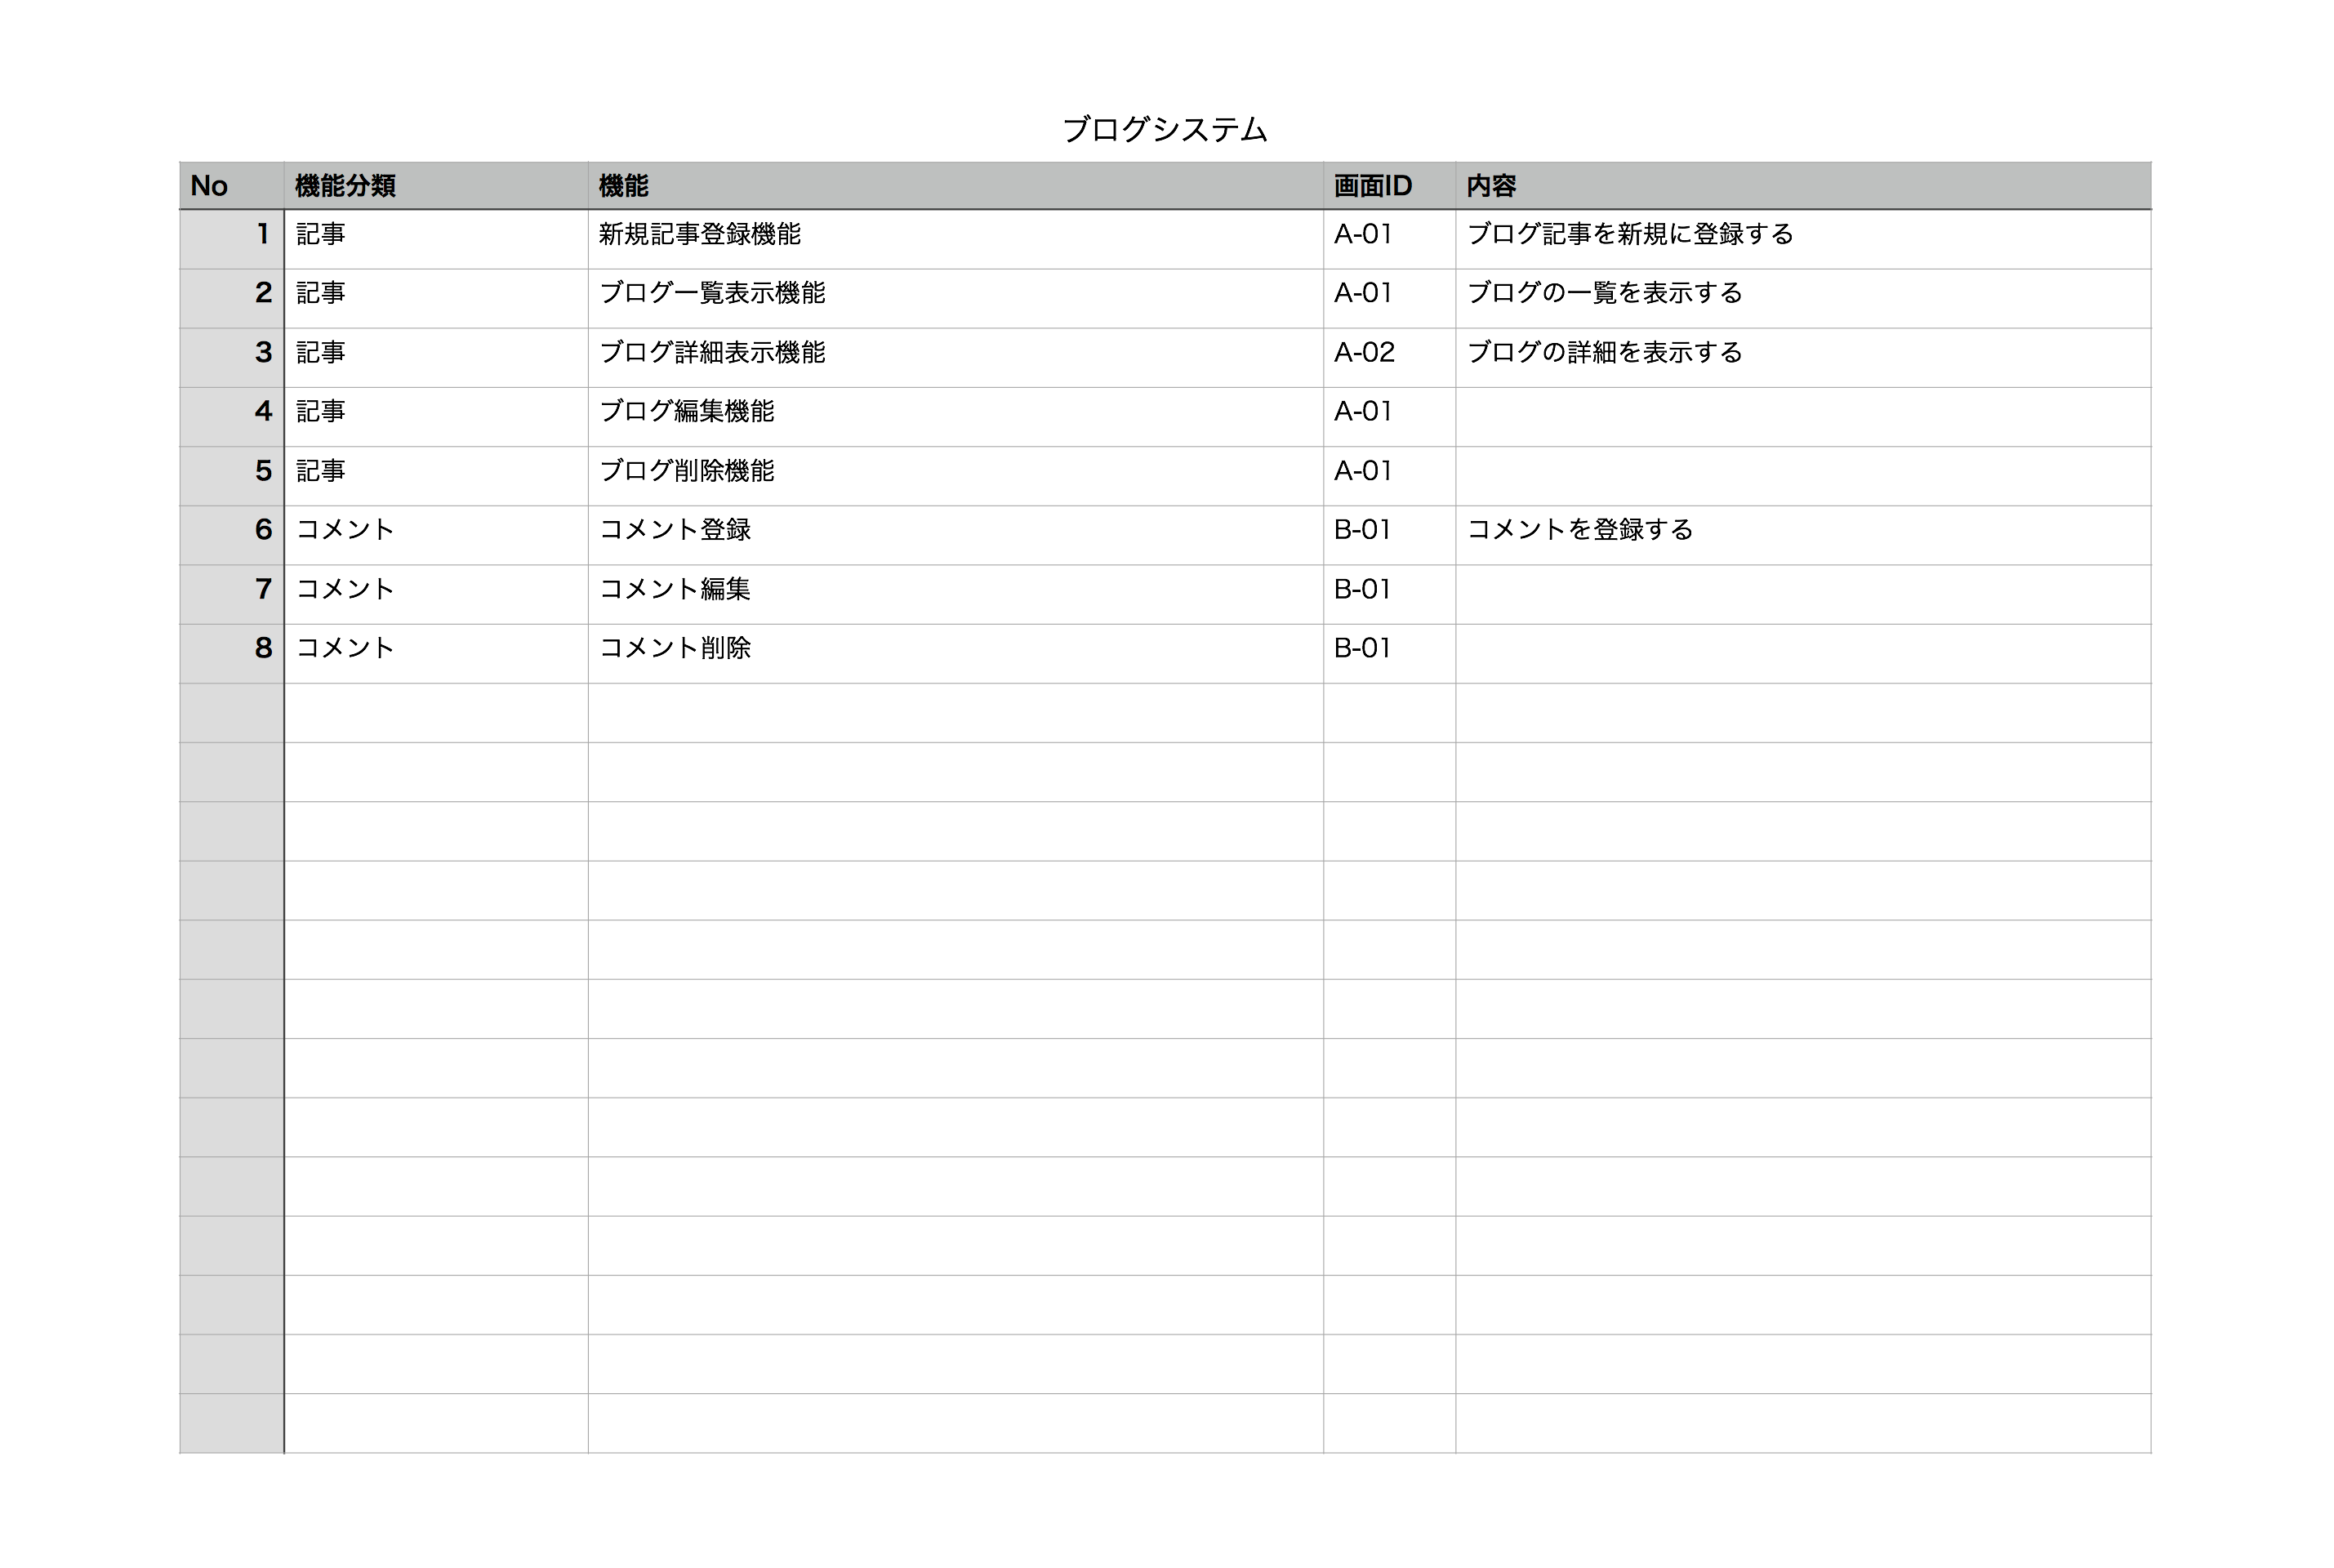 ブログシステム
No 機能分類 機能 画面ID 内容
1 記事 新規記事登録機能 A-01 ブログ記事を新規に登録する
2 記事 ブログ一覧表示機能 A-01 ブログの一覧を表示する
3 記事 ブログ詳細表示機能 A-02 ブログの詳細を表示する
4 記事 ブログ編集機能 A-01
5 記事 ブログ削除機能 A-01
6 コメント コメント登録 B-01 コメントを登録する
7 コメント コメント編集 B-01
8 コメント コメント削除 B-01